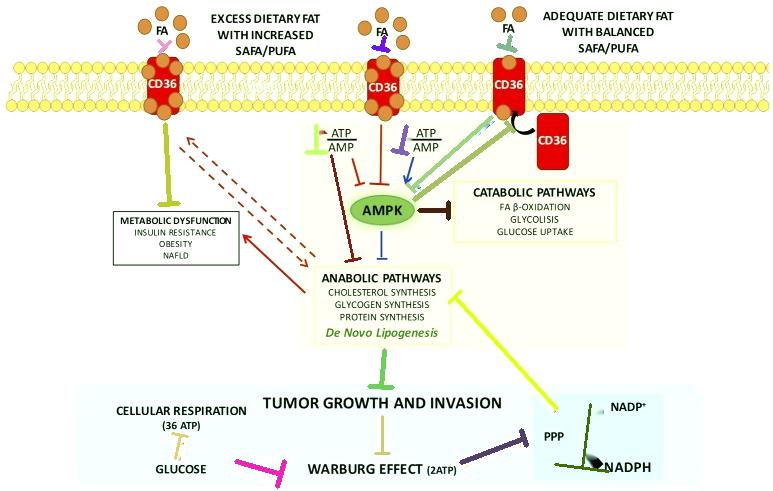 FA
EXCESS DIETARY FAT
WITH INCREASED
SAFA/PUFA
FA
FA
ADEQUATE DIETARY FAT
WITH BALANCED
SAFA/PUFA
CD36
CD36
CD36
CD36
ATP
AMP
ATP
AMP
AMPK
CATABOLIC PATHWAYS
FA β-OXIDATION
GLYCOLISIS
GLUCOSE UPTAKE
METABOLIC DYSFUNCTION
INSULIN RESISTANCE
OBESITY
NAFLD
ANABOLIC PATHWAYS
CHOLESTEROL SYNTHESIS
GLYCOGEN SYNTHESIS
PROTEIN SYNTHESIS
De Novo Lipogenesis
TUMOR GROWTH AND INVASION
CELLULAR RESPIRATION
(36 ATP)
GLUCOSE
WARBURG EFFECT (2ATP)
PPP
NADP+
NADPH